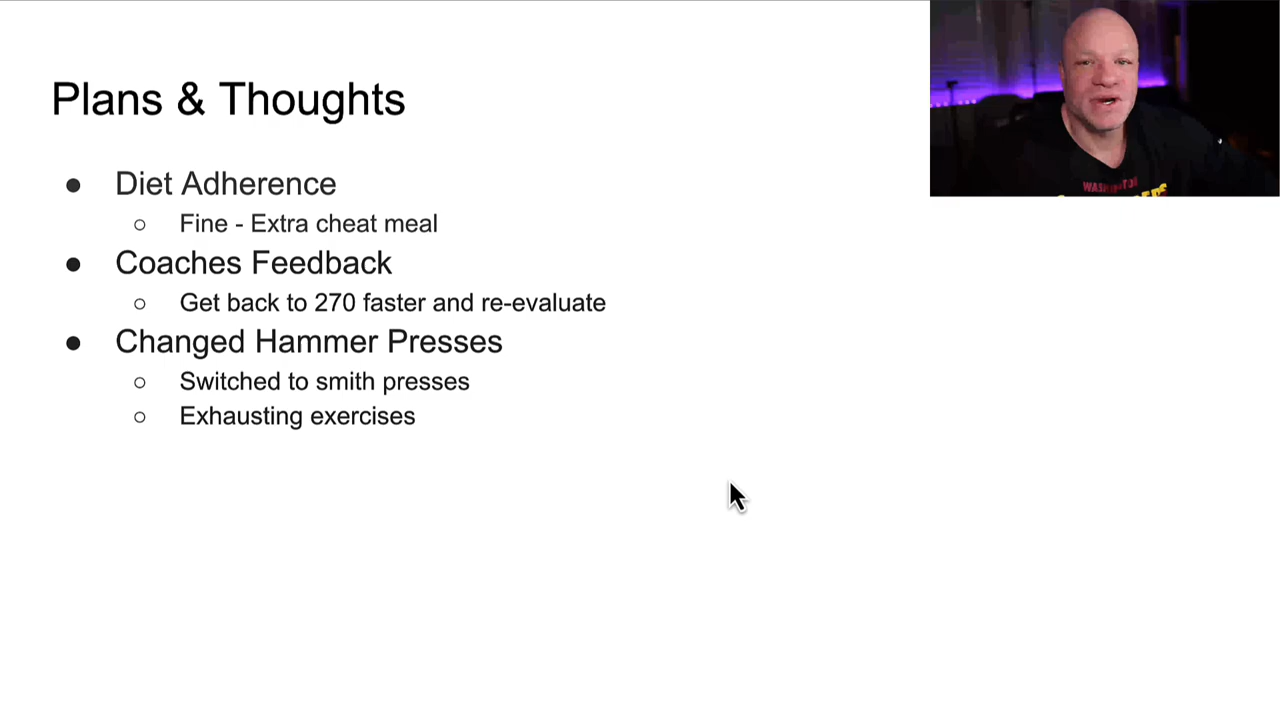 Plans & Thoughts
Diet Adherence
Fine - Extra cheat meal
Coaches Feedback
Get back to 270 faster and re-evaluate
Changed Hammer Presses
Switched to smith presses
Exhausting exercises